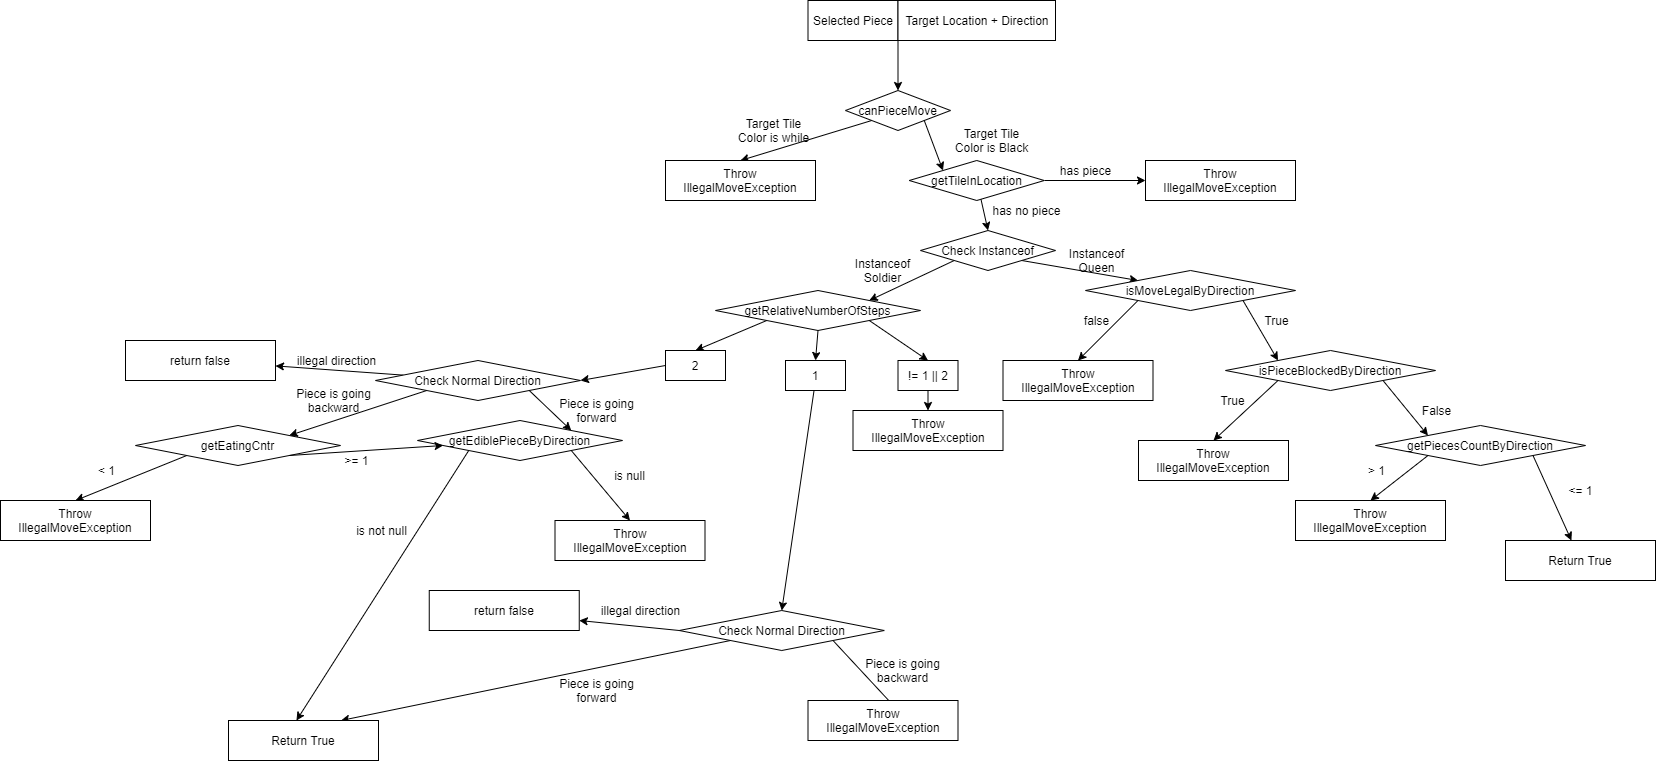 Selected Piece
Target Location + Direction
canPieceMove
Target Tile
Color is while
Target Tile
Color is Black
Throw
IllegalMoveException
getTileInLocation
has piece
Throw
IllegalMoveException
has no piece
Check Instanceof
Instanceof
Soldier
Instanceof
Queen
isMoveLegalByDirection
getRelativeNumberOfSteps
false
True
return false
illegal direction
2
1
!= 1 || 2
Throw
IllegalMoveException
isPieceBlockedByDirection
Check Normal Direction
Piece is going
backward
Piece is going
forward
Throw
IllegalMoveException
True
False
getEatingCntr
getEdiblePieceByDirection
getPiecesCountByDirection
< 1
>= 1
is null
Throw
IllegalMoveException
> 1
<= 1
Throw
IllegalMoveException
is not null
Throw
IllegalMoveException
Throw
IllegalMoveException
Return True
return false
illegal direction
Check Normal Direction
Piece is going
forward
Piece is going
backward
Throw
IllegalMoveException
Return True